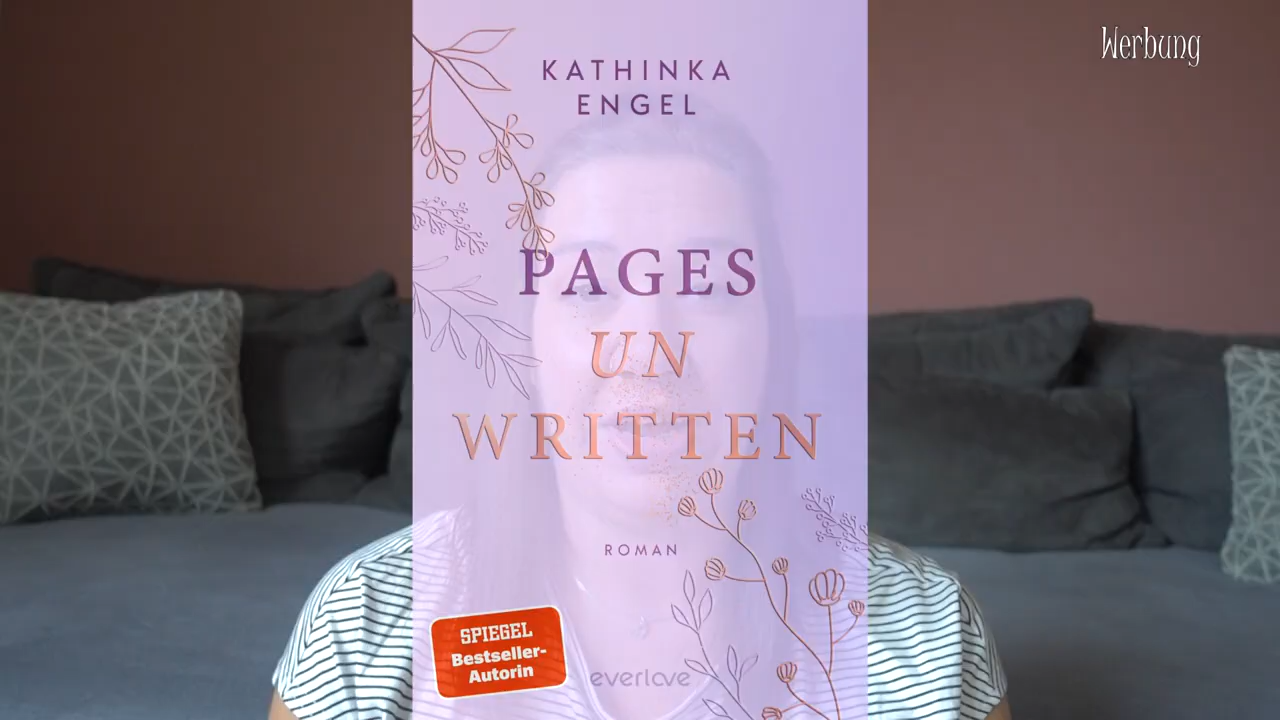 Werbung
KATHINKA
ENGEL
PAGES
UN
WRITTEN
ROMAN
SPIEGEL
Bestseller-
Autorin
everlove